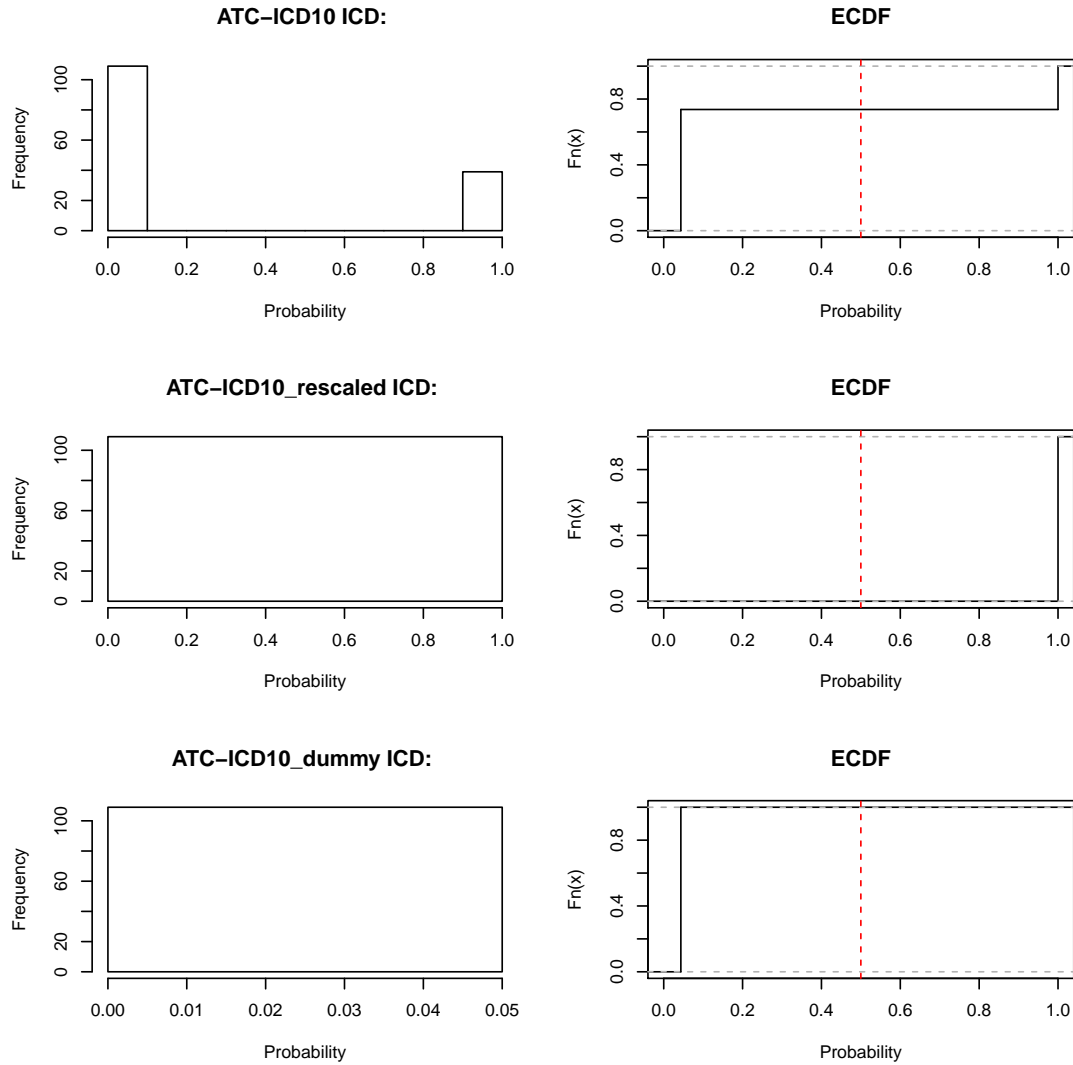 ATC−ICD10 ICD:
Frequency
0 20 60 100
0.0 0.2 0.4 0.6 0.8 1.0
Probability
ECDF
Fn(x)
0.0 0.4 0.8
0.0 0.2 0.4 0.6 0.8 1.0
Probability
ATC−ICD10_rescaled ICD:
Frequency
0 20 60 100
0.0 0.2 0.4 0.6 0.8 1.0
Probability
ECDF
Fn(x)
0.0 0.4 0.8
0.0 0.2 0.4 0.6 0.8 1.0
Probability
ATC−ICD10_dummy ICD:
Frequency
0 20 60 100
0.00 0.01 0.02 0.03 0.04 0.05
Probability
ECDF
Fn(x)
0.0 0.4 0.8
0.0 0.2 0.4 0.6 0.8 1.0
Probability